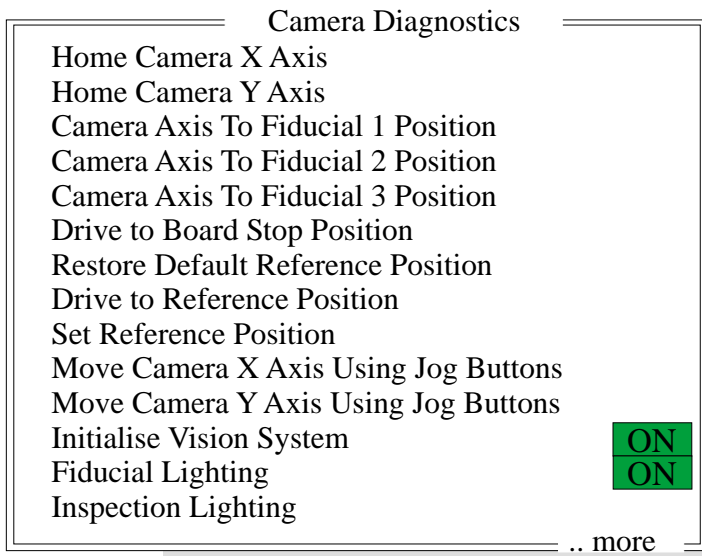 Camera Diagnostics
Home Camera X Axis
Home Camera Y Axis
Camera Axis To Fiducial 1 Position
Camera Axis To Fiducial 2 Position
Camera Axis To Fiducial 3 Position
Drive to Board Stop Position
Restore Default Reference Position
Drive to Reference Position
Set Reference Position
Move Camera X Axis Using Jog Buttons
Move Camera Y Axis Using Jog Buttons
Initialise Vision System ON
Fiducial Lighting ON
Inspection Lighting
.. more